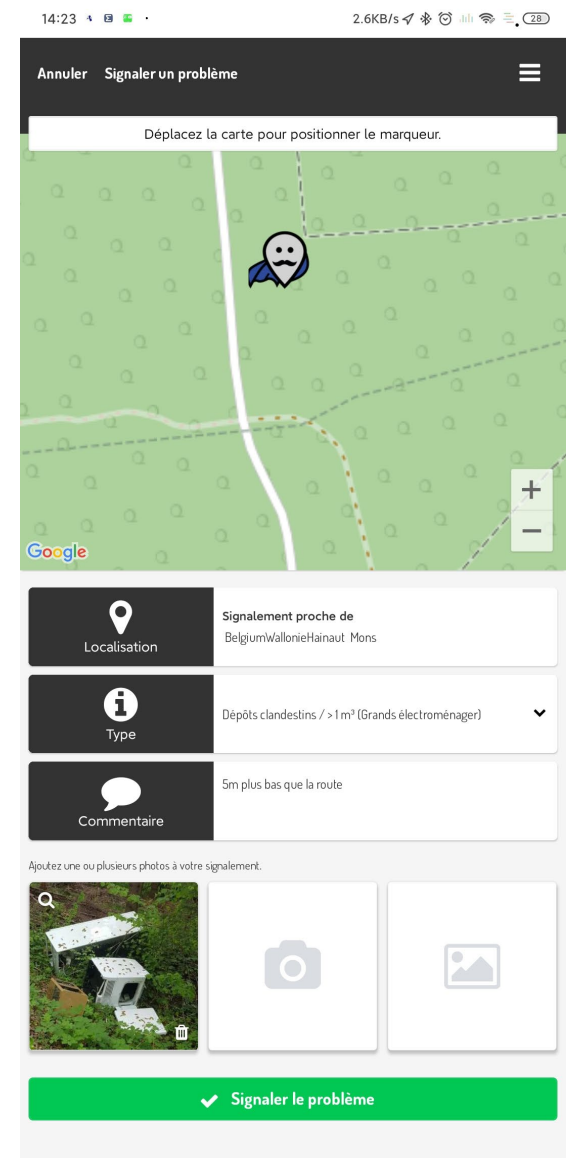 14:23
2.6KB/s 28
Annuler Signaler un problème
Déplacez la carte pour positionner le marqueur.
+
−
Google
Localisation
Signalement proche de
BelgiumWallonieHainaut Mons
Type
Dépôts clandestins / > 1 m³ (Grands électroménager)
Commentaire
5m plus bas que la route
Ajoutez une ou plusieurs photos à votre signalement.
Signaler le problème